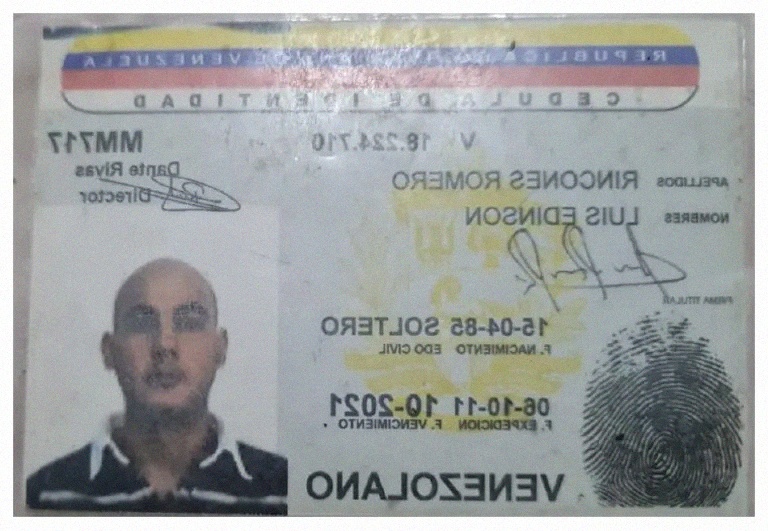 REPUBLICA DE VENEZUELA
CEDULA DE IDENTIDAD
V 18.224.710 MM717
APELLIDOS RINCONES ROMERO
Dante Rivas
Director
NOMBRES LUIS EDINSON
FIRMA TITULAR
15-04-85 SOLTERO
F. NACIMIENTO EDO CIVIL
06-10-11 10-2021
F. EXPEDICION F. VENCIMIENTO
VENEZOLANO